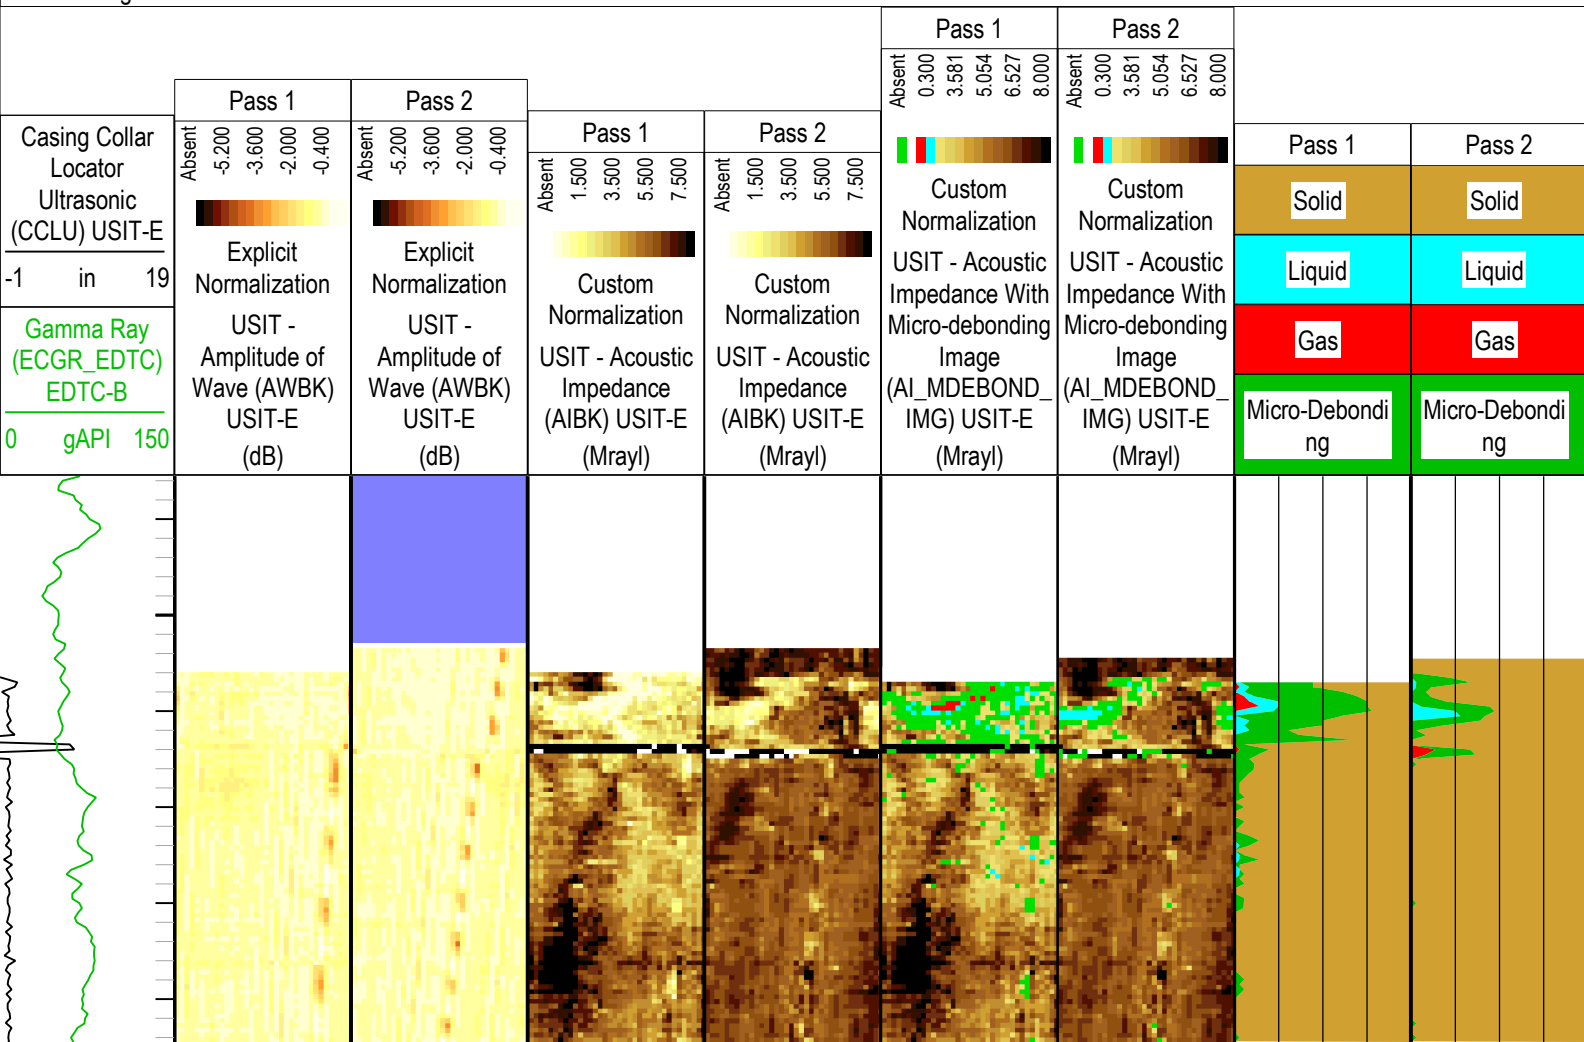 Pass 1
Pass 2
Absent
0.300
3.581
5.054
6.527
8.000
Absent
0.300
3.581
5.054
6.527
8.000
Pass 1
Pass 2
Absent
-5.200
-3.600
-2.000
-0.400
Absent
-5.200
-3.600
-2.000
-0.400
Pass 1
Pass 2
Absent
1.500
3.500
5.500
7.500
Absent
1.500
3.500
5.500
7.500
Pass 1
Pass 2
Casing Collar
Locator
Ultrasonic
(CCLU) USIT-E
-1 in 19
Gamma Ray
(ECGR_EDTC)
EDTC-B
0 gAPI 150
Explicit
Normalization
USIT -
Amplitude of
Wave (AWBK)
USIT-E
(dB)
Explicit
Normalization
USIT -
Amplitude of
Wave (AWBK)
USIT-E
(dB)
Custom
Normalization
USIT - Acoustic
Impedance
(AIBK) USIT-E
(Mrayl)
Custom
Normalization
USIT - Acoustic
Impedance
(AIBK) USIT-E
(Mrayl)
Custom
Normalization
USIT - Acoustic
Impedance With
Micro-debonding
Image
(AI_MDEBOND_
IMG) USIT-E
(Mrayl)
Custom
Normalization
USIT - Acoustic
Impedance With
Micro-debonding
Image
(AI_MDEBOND_
IMG) USIT-E
(Mrayl)
Solid
Liquid
Gas
Micro-Debondi
ng
Solid
Liquid
Gas
Micro-Debondi
ng